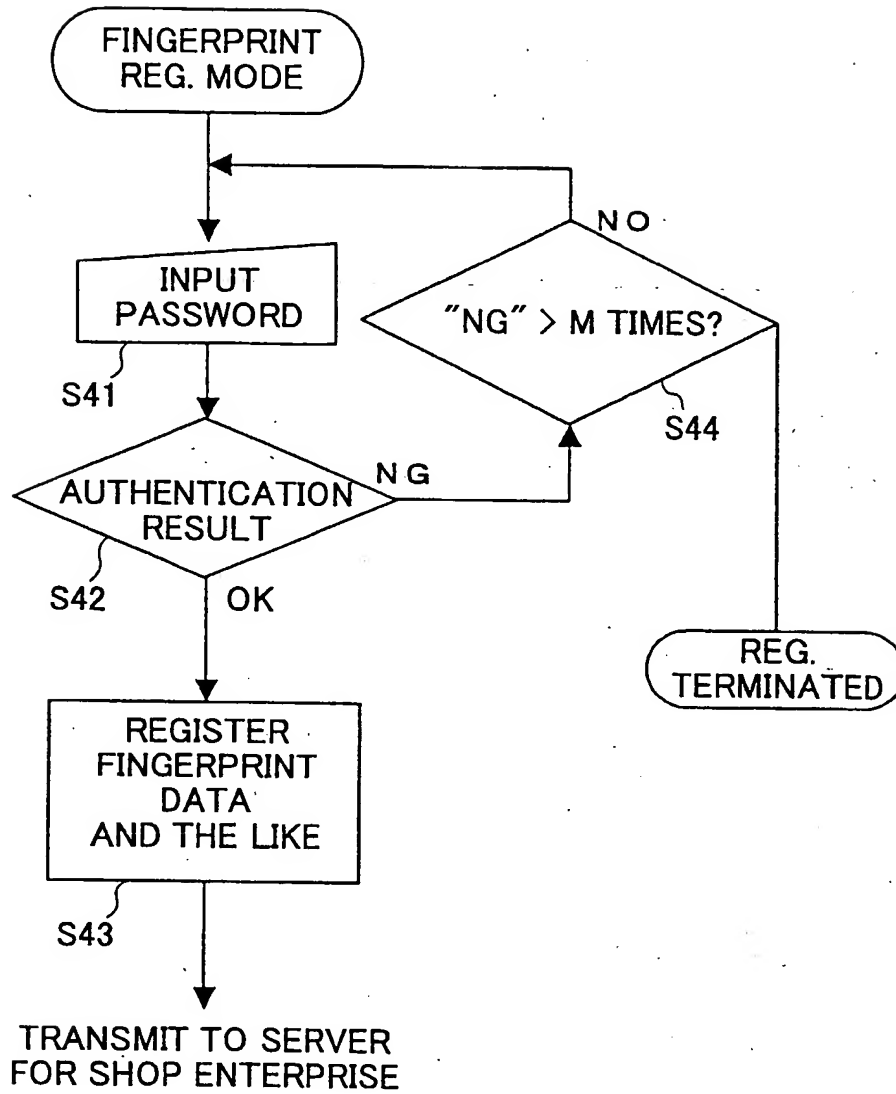 FINGERPRINT
REG. MODE
NO
INPUT
PASSWORD
"NG" > M TIMES?
S41
S44
NG
AUTHENTICATION
RESULT
S42
OK
REG.
TERMINATED
REGISTER
FINGERPRINT
DATA
AND THE LIKE
S43
TRANSMIT TO SERVER
FOR SHOP ENTERPRISE